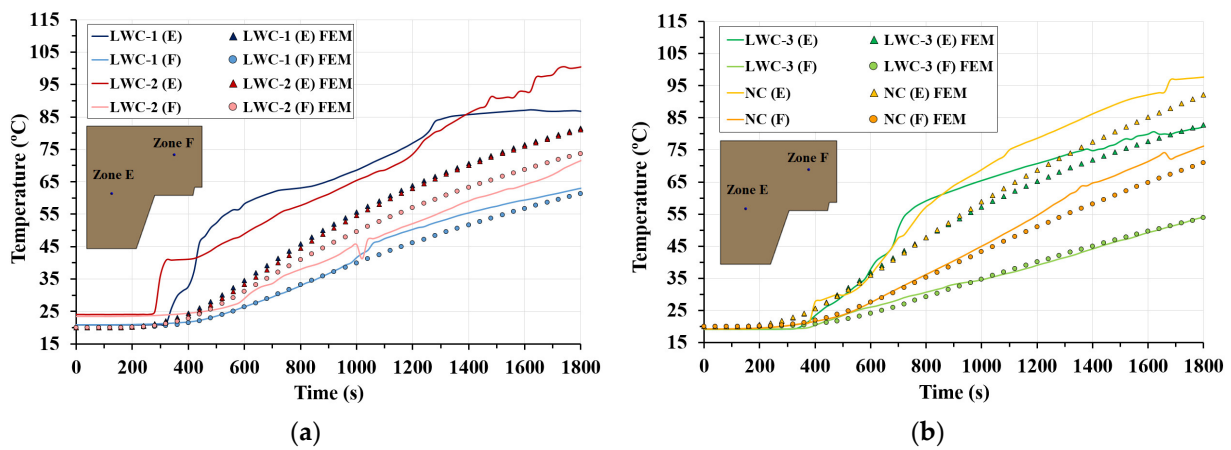 115
105
95
85
75
65
55
45
35
25
15
Temperature (ºC)
LWC-1 (E)
LWC-1 (F)
LWC-2 (E)
LWC-2 (F)
LWC-1 (E) FEM
LWC-1 (F) FEM
LWC-2 (E) FEM
LWC-2 (F) FEM
Zone F
Zone E
0 200 400 600 800 1000 1200 1400 1600 1800
Time (s)
(a)
115
105
95
85
75
65
55
45
35
25
15
Temperature (ºC)
LWC-3 (E)
LWC-3 (F)
NC (E)
NC (F)
LWC-3 (E) FEM
LWC-3 (F) FEM
NC (E) FEM
NC (F) FEM
Zone F
Zone E
0 200 400 600 800 1000 1200 1400 1600 1800
Time (s)
(b)